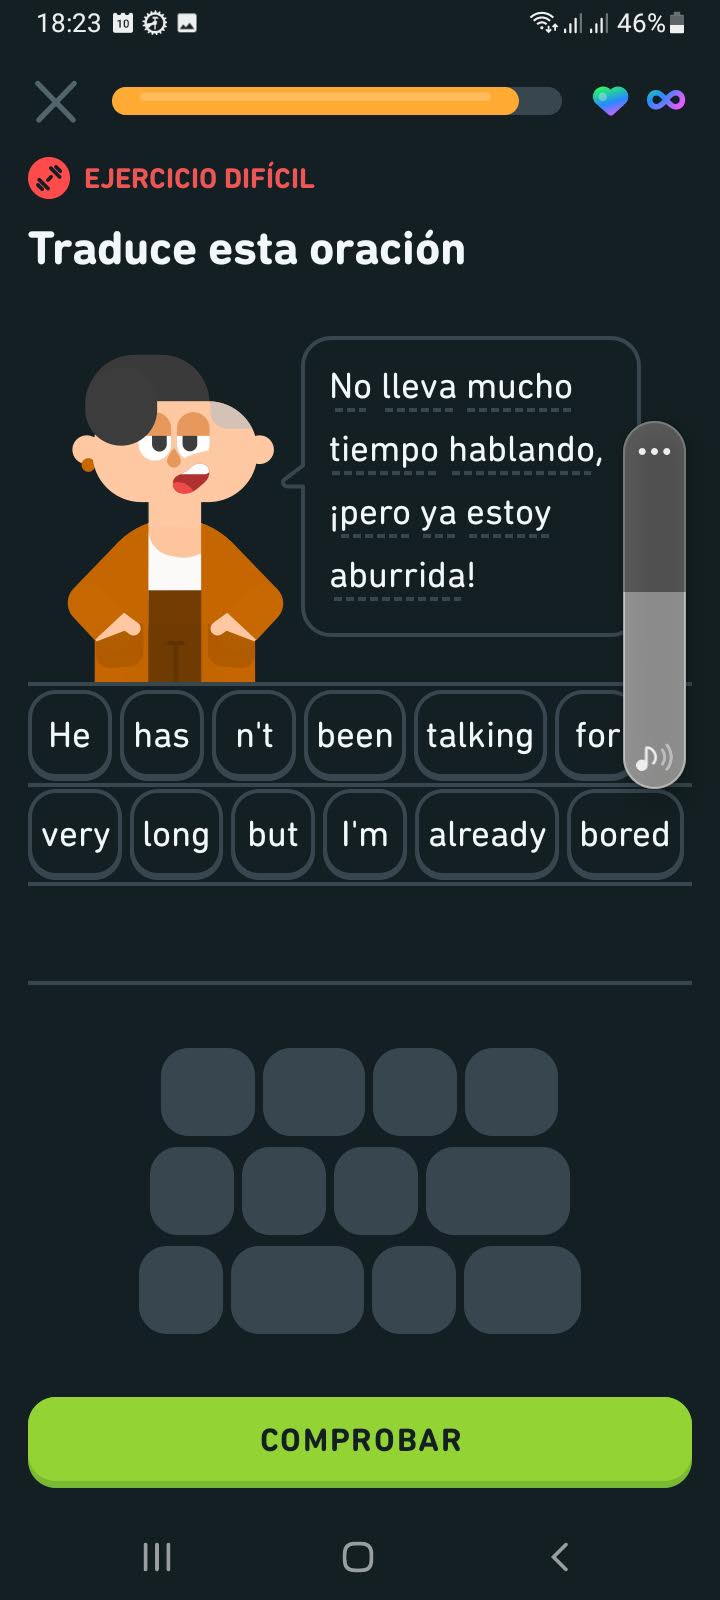 18:23
10
46%
EJERCICIO DIFÍCIL
Traduce esta oración
No lleva mucho
tiempo hablando,
¡pero ya estoy
aburrida!
He has n't been talking for
very long but I'm already bored
COMPROBAR